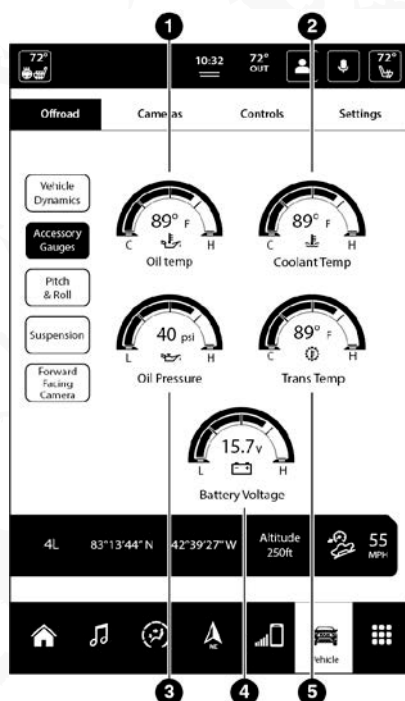 1 2
72° 10:32 72° OUT 72°
Offroad Cameras Controls Settings
Vehicle
Dynamics
Accessory
Gauges
Pitch
& Roll
Suspension
Forward
Facing
Camera
89° F
C H
Oil temp
89° F
C H
Coolant Temp
40 psi
L H
Oil Pressure
89° F
C H
Trans Temp
15.7v
L H
Battery Voltage
4L 83°13'44" N 42°39'27" W Altitude 250ft 55 MPH
NE
Vehicle
3 4 5